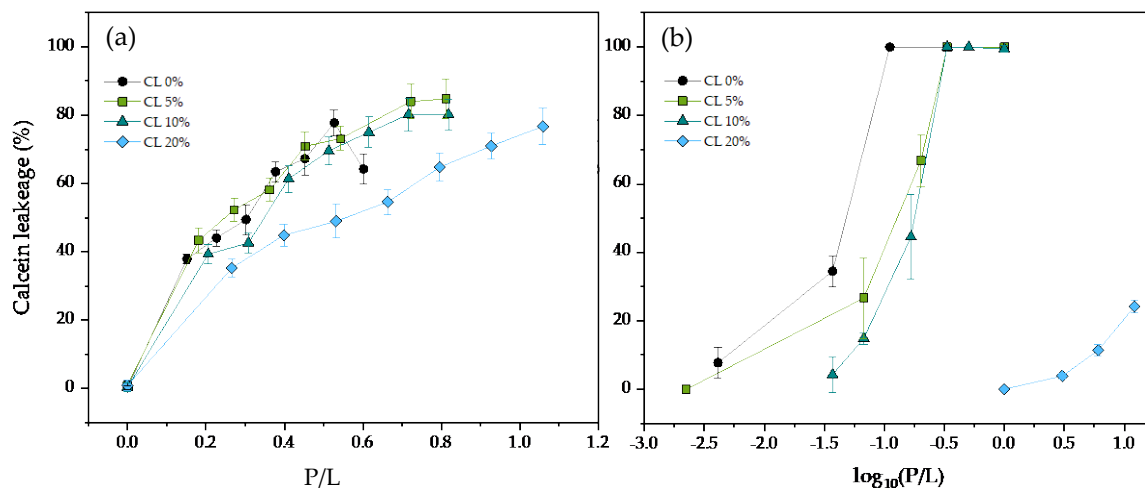 (a)
(b)
CL 0%
CL 5%
CL 10%
CL 20%
CL 0%
CL 5%
CL 10%
CL 20%
Calcein leakeage (%)
100
80
60
40
20
0
100
80
60
40
20
0
0.0 0.2 0.4 0.6 0.8 1.0 1.2
-3.0 -2.5 -2.0 -1.5 -1.0 -0.5 0.0 0.5 1.0
P/L
log10(P/L)